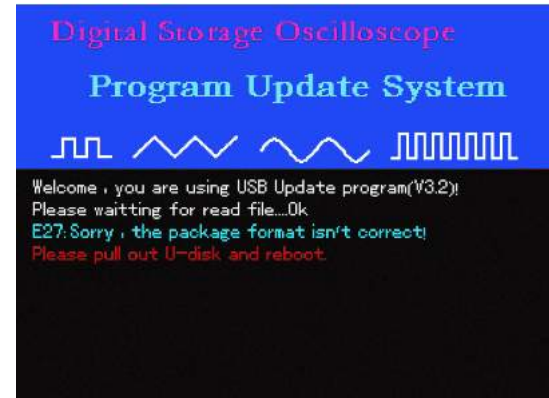 Digital Storage Oscilloscope
Program Update System
Welcome , you are using USB Update program(V3.2)!
Please waitting for read file....Ok
E27:Sorry , the package format isn't correct!
Please pull out U-disk and reboot.